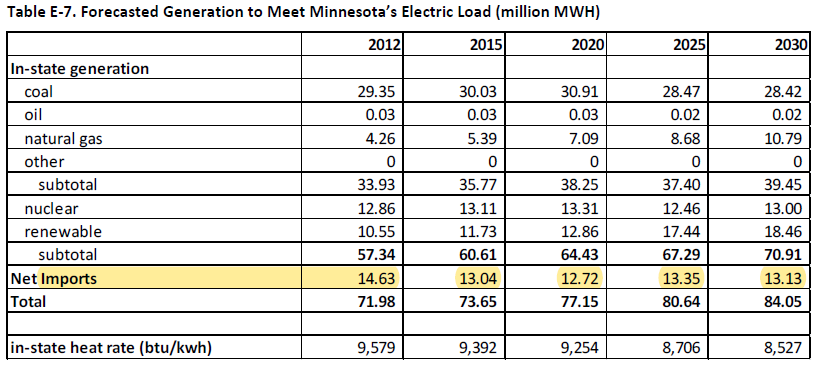 Table E-7. Forecasted Generation to Meet Minnesota's Electric Load (million MWH)
2012 2015 2020 2025 2030
In-state generation
coal 29.35 30.03 30.91 28.47 28.42
oil 0.03 0.03 0.03 0.02 0.02
natural gas 4.26 5.39 7.09 8.68 10.79
other 0 0 0 0 0
subtotal 33.93 35.77 38.25 37.40 39.45
nuclear 12.86 13.11 13.31 12.46 13.00
renewable 10.55 11.73 12.86 17.44 18.46
subtotal 57.34 60.61 64.43 67.29 70.91
Net Imports 14.63 13.04 12.72 13.35 13.13
Total 71.98 73.65 77.15 80.64 84.05
in-state heat rate (btu/kwh) 9,579 9,392 9,254 8,706 8,527